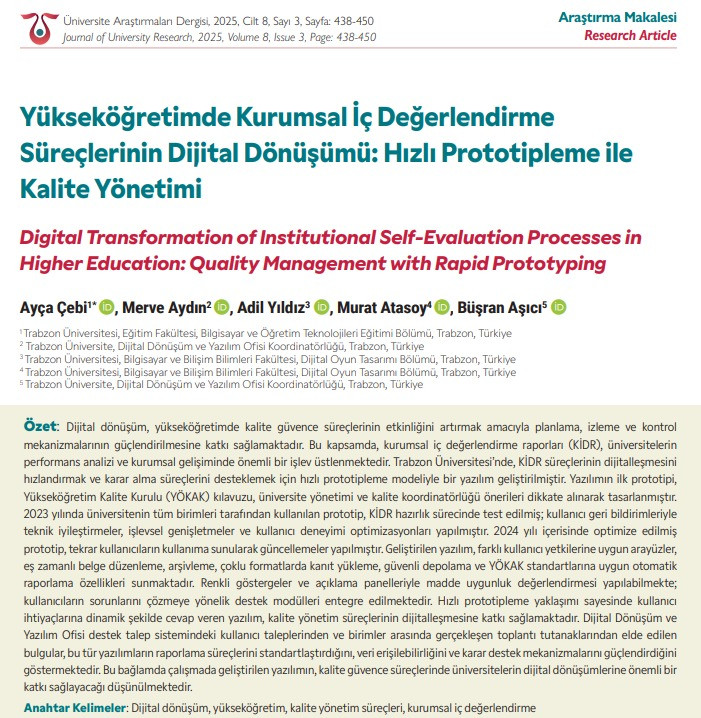 Üniversite Araştırmaları Dergisi, 2025, Cilt 8, Sayı 3, Sayfa: 438-450
Journal of University Research, 2025, Volume 8, Issue 3, Page: 438-450
Araştırma Makalesi
Research Article
Yükseköğretimde Kurumsal İç Değerlendirme
Süreçlerinin Dijital Dönüşümü: Hızlı Prototipleme ile
Kalite Yönetimi
Digital Transformation of Institutional Self-Evaluation Processes in
Higher Education: Quality Management with Rapid Prototyping
Ayça Çebi1* iD, Merve Aydın2 iD, Adil Yıldız3 iD, Murat Atasoy4 iD, Büşran Aşıcı5 iD
1 Trabzon Üniversitesi, Eğitim Fakültesi, Bilgisayar ve Öğretim Teknolojileri Eğitimi Bölümü, Trabzon, Türkiye
2 Trabzon Üniversite, Dijital Dönüşüm ve Yazılım Ofisi Koordinatörlüğü, Trabzon, Türkiye
3 Trabzon Üniversitesi, Bilgisayar ve Bilişim Bilimleri Fakültesi, Dijital Oyun Tasarımı Bölümü, Trabzon, Türkiye
4 Trabzon Üniversitesi, Bilgisayar ve Bilişim Bilimleri Fakültesi, Dijital Oyun Tasarımı Bölümü, Trabzon, Türkiye
5 Trabzon Üniversite, Dijital Dönüşüm ve Yazılım Ofisi Koordinatörlüğü, Trabzon, Türkiye
Özet: Dijital dönüşüm, yükseköğretimde kalite güvence süreçlerinin etkinliğini artırmak amacıyla planlama, izleme ve kontrol
mekanizmalarının güçlendirilmesine katkı sağlamaktadır. Bu kapsamda, kurumsal iç değerlendirme raporları (KİDR), üniversitelerin
performans analizi ve kurumsal gelişiminde önemli bir işlev üstlenmektedir. Trabzon Üniversitesi'nde, KİDR süreçlerinin dijitalleşmesini
hızlandırmak ve karar alma süreçlerini desteklemek için hızlı prototipleme modeliyle bir yazılım geliştirilmiştir. Yazılımın ilk prototipi,
Yükseköğretim Kalite Kurulu (YÖKAK) kılavuzu, üniversite yönetimi ve kalite koordinatörlüğü önerileri dikkate alınarak tasarlanmıştır.
2023 yılında üniversitenin tüm birimleri tarafından kullanılan prototip, KİDR hazırlık sürecinde test edilmiş; kullanıcı geri bildirimleriyle
teknik iyileştirmeler, işlevsel genişletmeler ve kullanıcı deneyimi optimizasyonları yapılmıştır. 2024 yılı içerisinde optimize edilmiş
prototip, tekrar kullanıcıların kullanıma sunularak güncellemeler yapılmıştır. Geliştirilen yazılım, farklı kullanıcı yetkilerine uygun arayüzler,
eş zamanlı belge düzenleme, arşivleme, çoklu formatlarda kanıt yükleme, güvenli depolama ve YÖKAK standartlarına uygun otomatik
raporlama özellikleri sunmaktadır. Renkli göstergeler ve açıklama panelleriyle madde uygunluk değerlendirmesi yapılabilmekte;
kullanıcıların sorunlarını çözmeye yönelik destek modülleri entegre edilmektedir. Hızlı prototipleme yaklaşımı sayesinde kullanıcı
ihtiyaçlarına dinamik şekilde cevap veren yazılım, kalite yönetim süreçlerinin dijitalleşmesine katkı sağlamaktadır. Dijital Dönüşüm ve
Yazılım Ofisi destek talep sistemindeki kullanıcı taleplerinden ve birimler arasında gerçekleşen toplantı tutanaklarından elde edilen
bulgular, bu tür yazılımların raporlama süreçlerini standartlaştırdığını, veri erişilebilirliğini ve karar destek mekanizmalarını güçlendirdiğini
göstermektedir. Bu bağlamda çalışmada geliştirilen yazılımın, kalite güvence süreçlerinde üniversitelerin dijital dönüşümlerine önemli bir
katkı sağlayacağı düşünülmektedir.
Anahtar Kelimeler: Dijital dönüşüm, yükseköğretim, kalite yönetim süreçleri, kurumsal iç değerlendirme